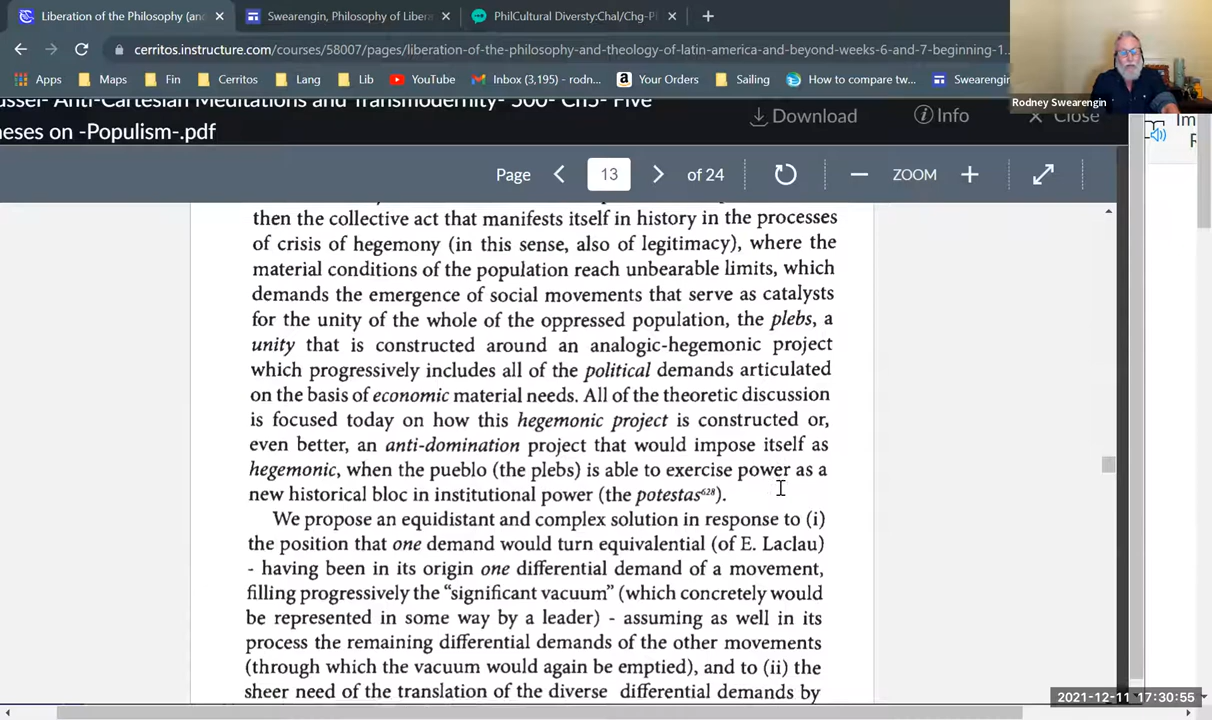 Liberation of the Philosophy (an
Swearengin, Philosophy of Libera
PhilCultural Diversty:Chal/Chg-P
cerritos.instructure.com/courses/58007/pages/liberation-of-the-philosophy-and-theology-of-latin-america-and-beyond-weeks-6-and-7-beginning-1...
Apps
Maps
Fin
Cerritos
Lang
Lib
YouTube
Inbox (3,195) - rodn...
Your Orders
Sailing
How to compare tw...
Swearengin
Rodney Swearengin
ussel- Anti-Cartesian Meditations and Transmodernity- 300- Ch5- Five
heses on -Populism-.pdf
Download
Info
Close
Im
Page
13
of 24
ZOOM
then the collective act that manifests itself in history in the processes
of crisis of hegemony (in this sense, also of legitimacy), where the
material conditions of the population reach unbearable limits, which
demands the emergence of social movements that serve as catalysts
for the unity of the whole of the oppressed population, the plebs, a
unity that is constructed around an analogic-hegemonic project
which progressively includes all of the political demands articulated
on the basis of economic material needs. All of the theoretic discussion
is focused today on how this hegemonic project is constructed or,
even better, an anti-domination project that would impose itself as
hegemonic, when the pueblo (the plebs) is able to exercise power as a
new historical bloc in institutional power (the potestas628).
We propose an equidistant and complex solution in response to (i)
the position that one demand would turn equivalential (of E. Laclau)
- having been in its origin one differential demand of a movement,
filling progressively the “significant vacuum” (which concretely would
be represented in some way by a leader) - assuming as well in its
process the remaining differential demands of the other movements
(through which the vacuum would again be emptied), and to (ii) the
sheer need of the translation of the diverse differential demands by
2021-12-11 17:30:55